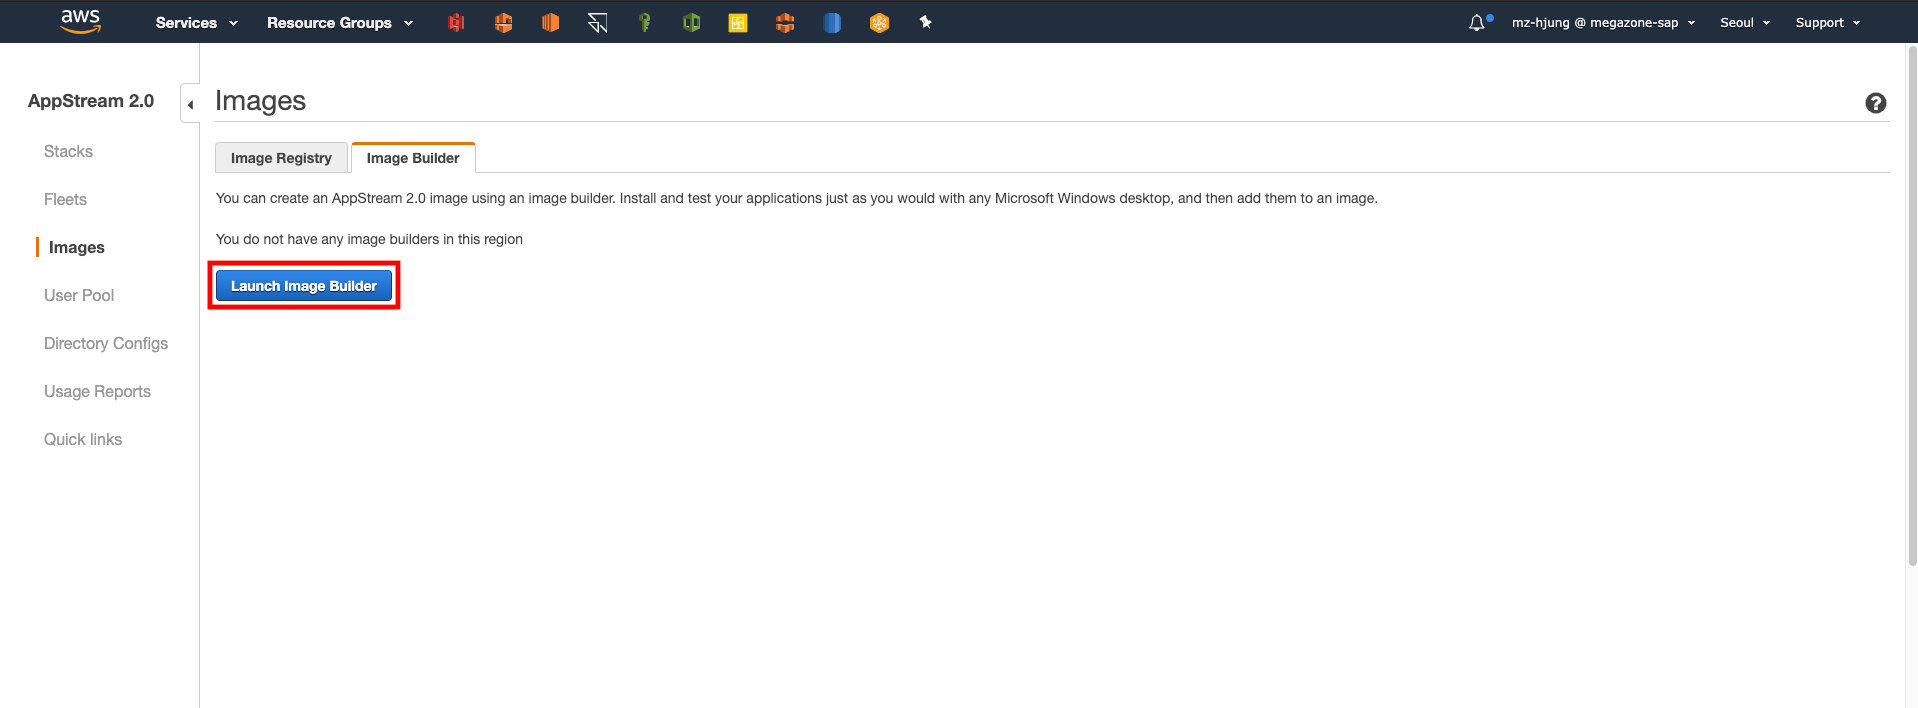 aws Services Resource Groups mz-hjung @ megazone-sap Seoul Support
AppStream 2.0
Stacks
Fleets
Images
User Pool
Directory Configs
Usage Reports
Quick links
Images
?
Image Registry Image Builder
You can create an AppStream 2.0 image using an image builder. Install and test your applications just as you would with any Microsoft Windows desktop, and then add them to an image.
You do not have any image builders in this region
Launch Image Builder